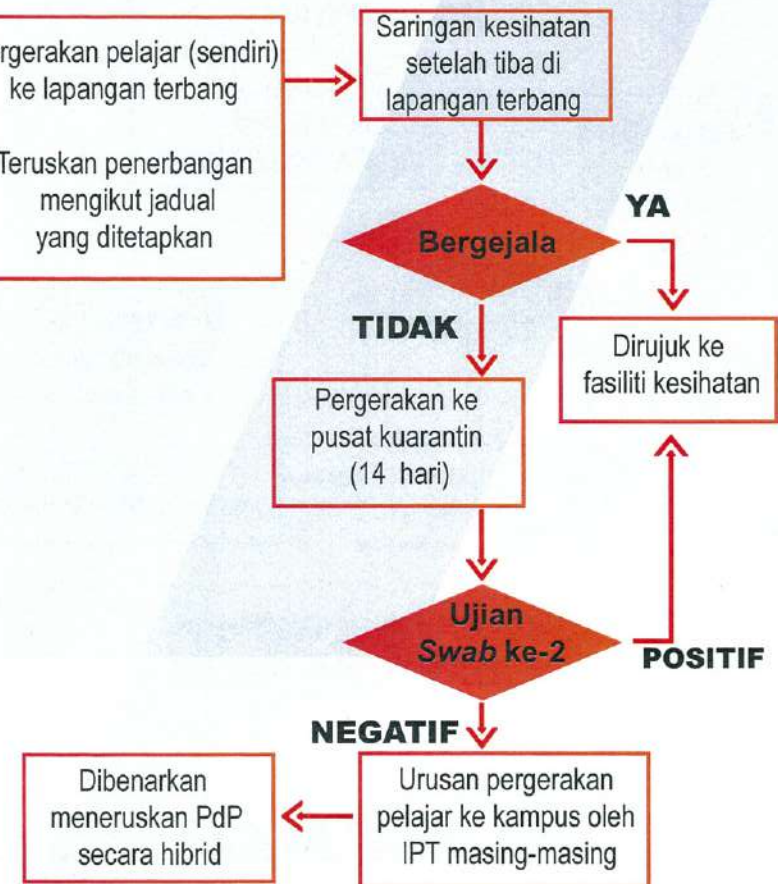 rgerakan pelajar (sendiri)
ke lapangan terbang
Teruskan penerbangan
mengikut jadual
yang ditetapkan
Saringan kesihatan
setelah tiba di
lapangan terbang
Bergejala
YA
TIDAK
Dirujuk ke
fasiliti kesihatan
Pergerakan ke
pusat kuarantin
(14 hari)
Ujian
Swab ke-2
POSITIF
NEGATIF
Urusan pergerakan
pelajar ke kampus oleh
IPT masing-masing
Dibenarkan
meneruskan PdP
secara hibrid